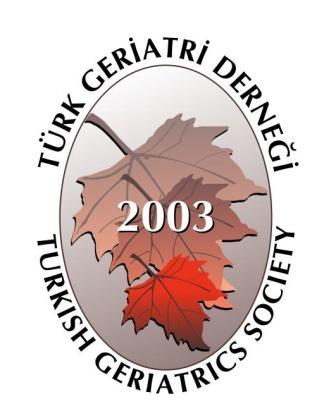 TÜRK GERİATRİ DERNEĞİ
2003
TURKISH GERIATRICS SOCIETY